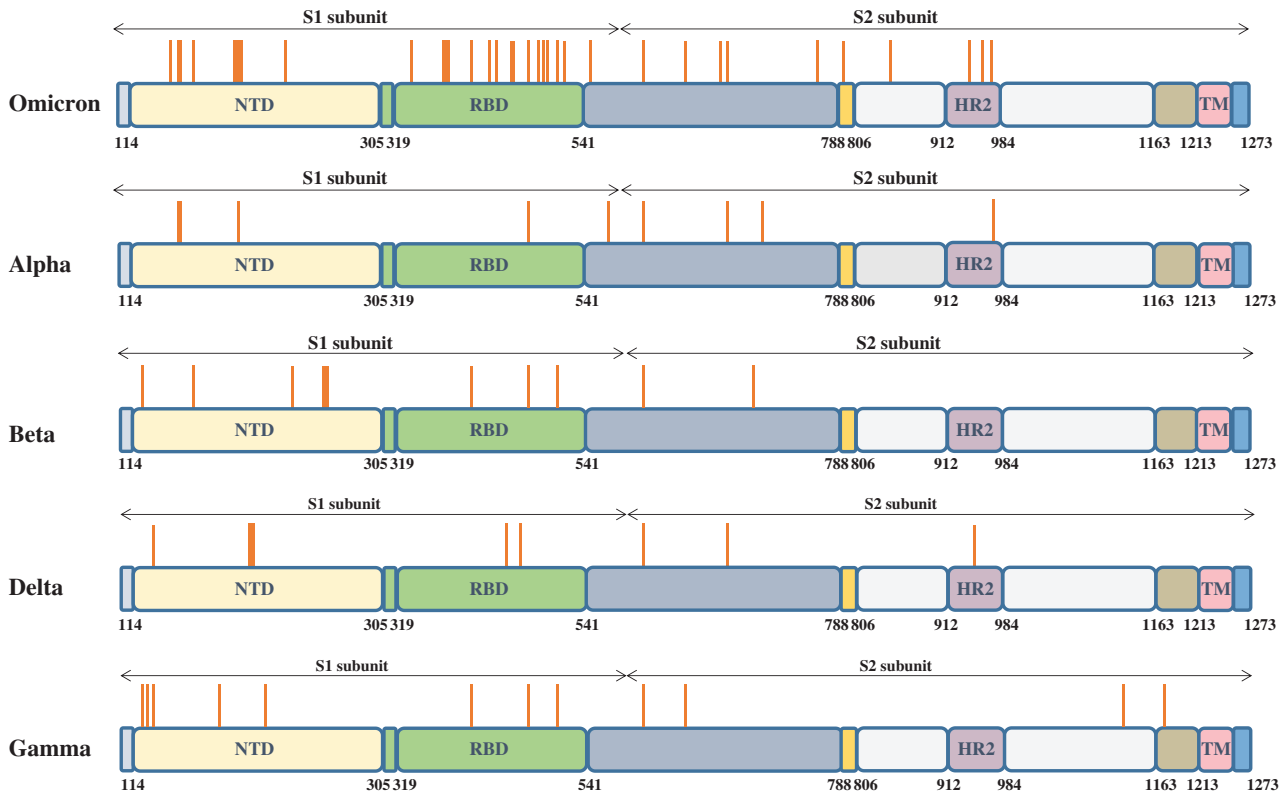 S1 subunit S2 subunit
Omicron NTD RBD HR2 TM
114 305 319 541 788 806 912 984 1163 1213 1273
S1 subunit S2 subunit
Alpha NTD RBD HR2 TM
114 305 319 541 788 806 912 984 1163 1213 1273
S1 subunit S2 subunit
Beta NTD RBD HR2 TM
114 305 319 541 788 806 912 984 1163 1213 1273
S1 subunit S2 subunit
Delta NTD RBD HR2 TM
114 305 319 541 788 806 912 984 1163 1213 1273
S1 subunit S2 subunit
Gamma NTD RBD HR2 TM
114 305 319 541 788 806 912 984 1163 1213 1273